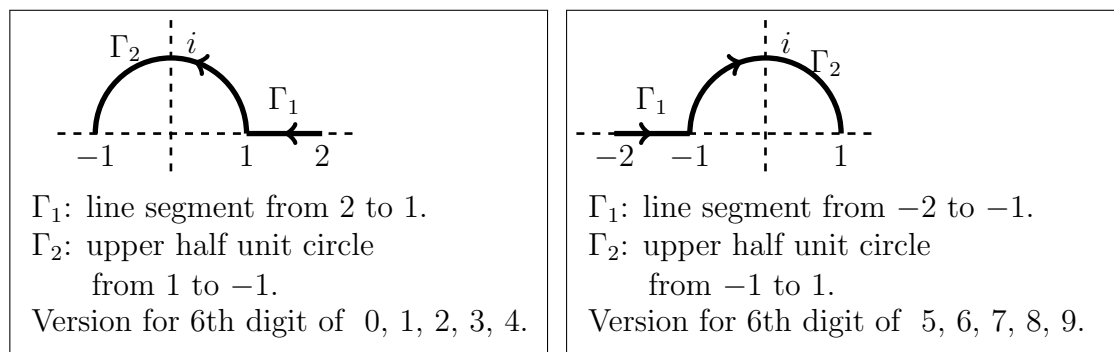 Γ₂
i
Γ₁
−1
1
2
Γ₁: line segment from 2 to 1.
Γ₂: upper half unit circle
from 1 to −1.
Version for 6th digit of 0, 1, 2, 3, 4.
i
Γ₂
Γ₁
−2
−1
1
Γ₁: line segment from −2 to −1.
Γ₂: upper half unit circle
from −1 to 1.
Version for 6th digit of 5, 6, 7, 8, 9.